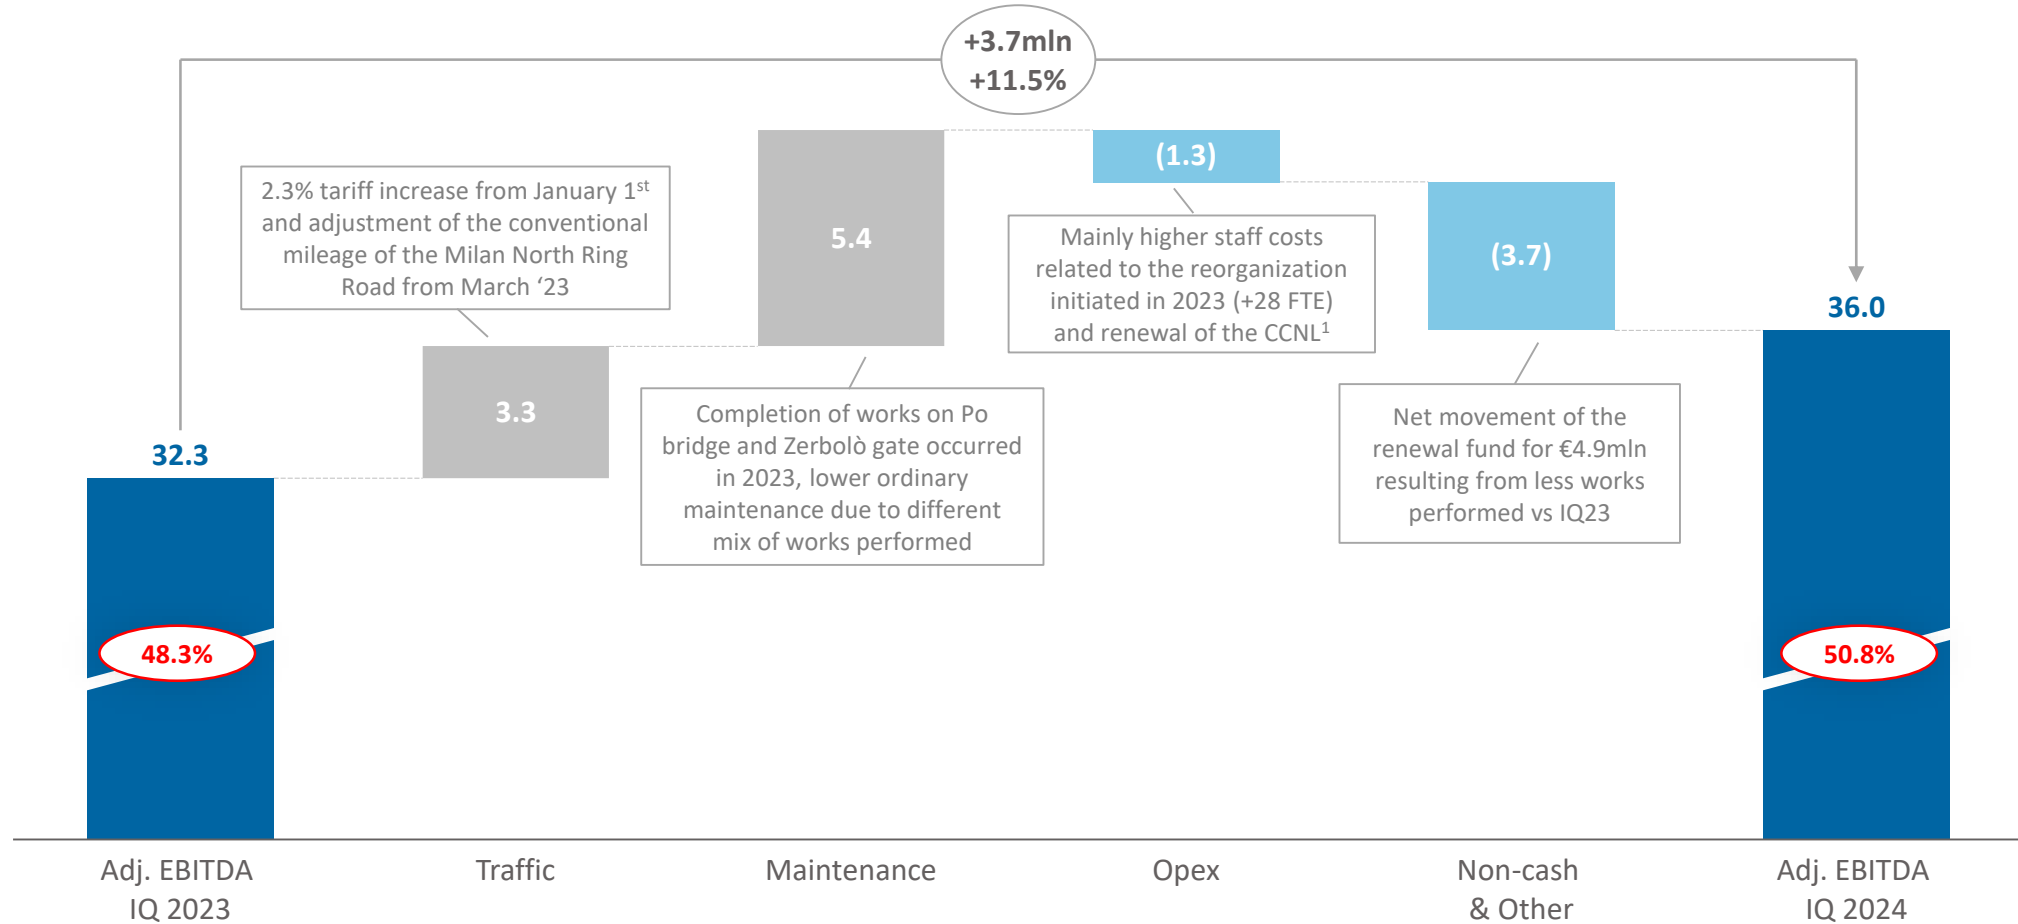 +3.7mln
+11.5%
2.3% tariff increase from January 1st
and adjustment of the conventional
mileage of the Milan North Ring
Road from March ‘23
5.4
(1.3)
Mainly higher staff costs
related to the reorganization
initiated in 2023 (+28 FTE)
and renewal of the CCNL1
(3.7)
36.0
3.3
32.3
Completion of works on Po
bridge and Zerbolò gate occurred
in 2023, lower ordinary
maintenance due to different
mix of works performed
Net movement of the
renewal fund for €4.9mln
resulting from less works
performed vs IQ23
48.3%
50.8%
Adj. EBITDA
IQ 2023
Traffic
Maintenance
Opex
Non-cash
& Other
Adj. EBITDA
IQ 2024